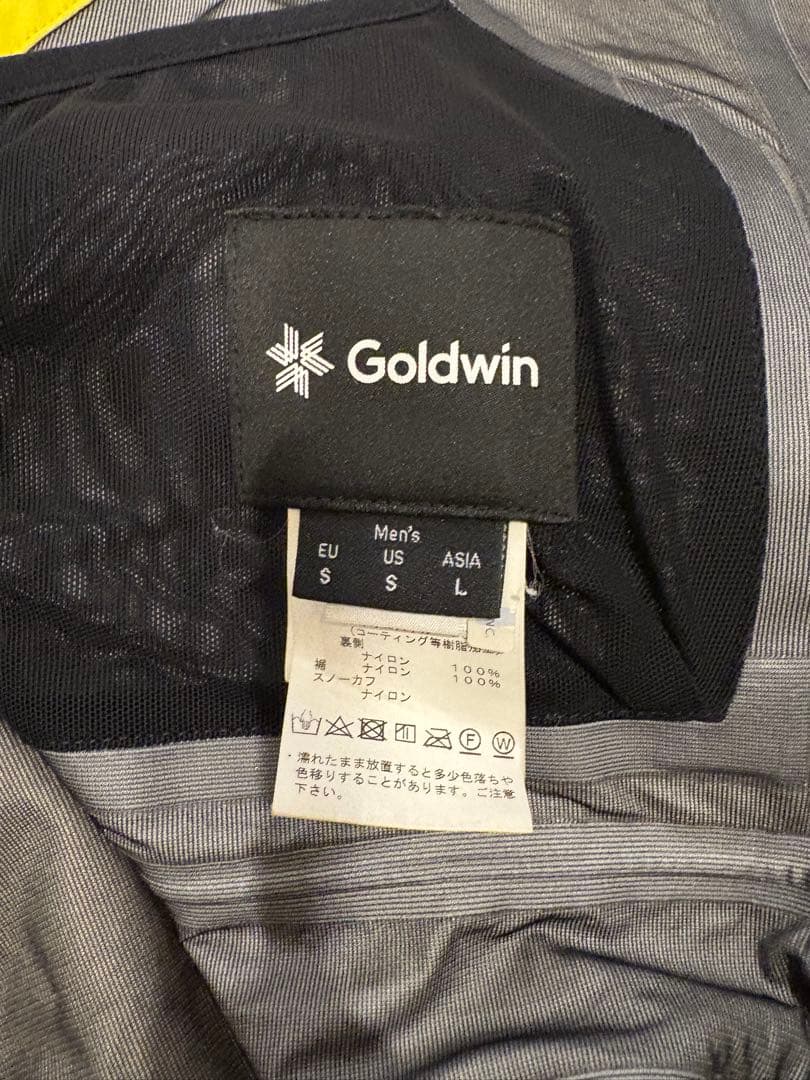 Goldwin
Men's
EU US ASIA
S S L
(コーティング等樹脂
裏側
ナイロン 100%
裾 ナイロン 100%
スノーカフ
ナイロン
F W
・濡れたまま放置すると多少色落ちや
色移りすることがあります。ご注意
下さい。